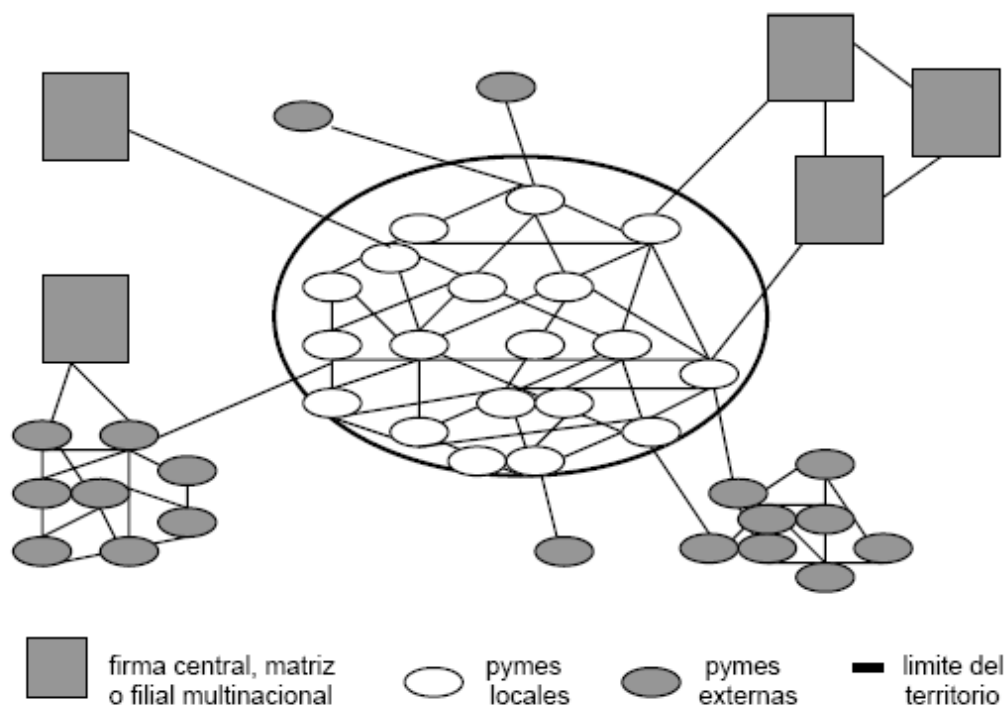 firma central, matriz
o filial multinacional
pymes
locales
pymes
externas
limite del
territorio